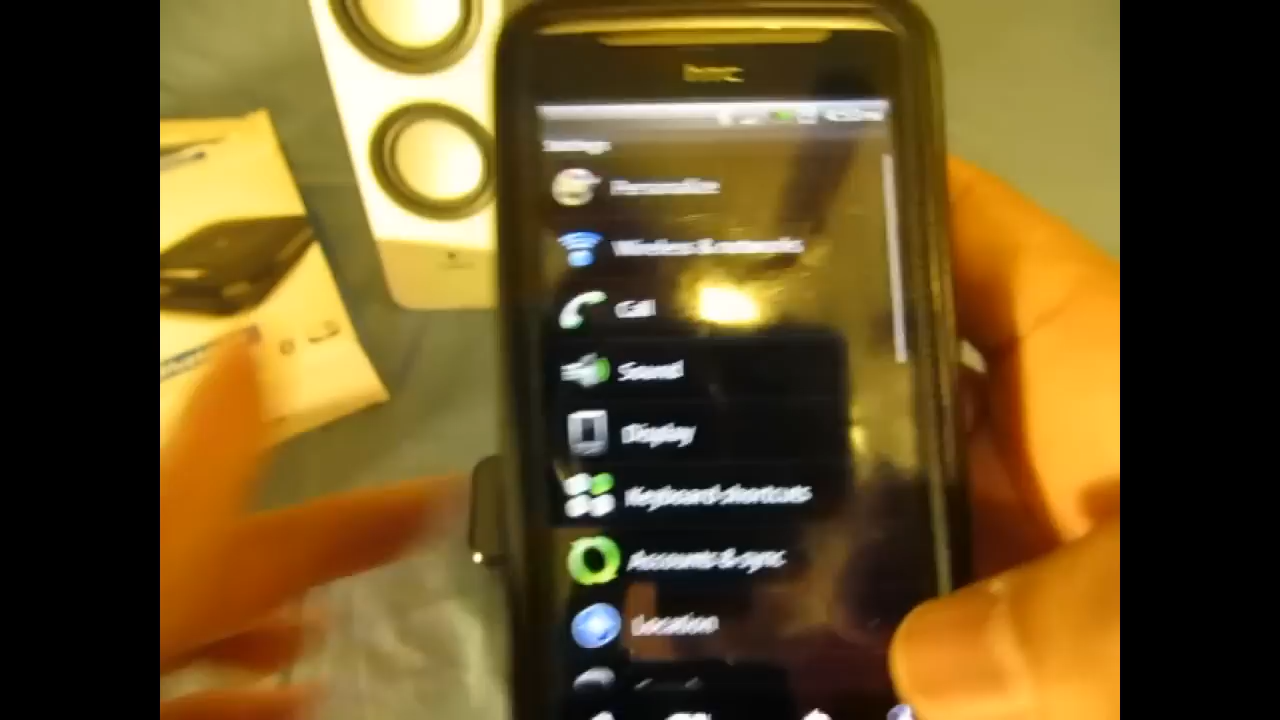 hTC
Settings
Personalize
Wireless & networks
Call
Sound
Display
Keyboard shortcuts
Accounts & sync
Location